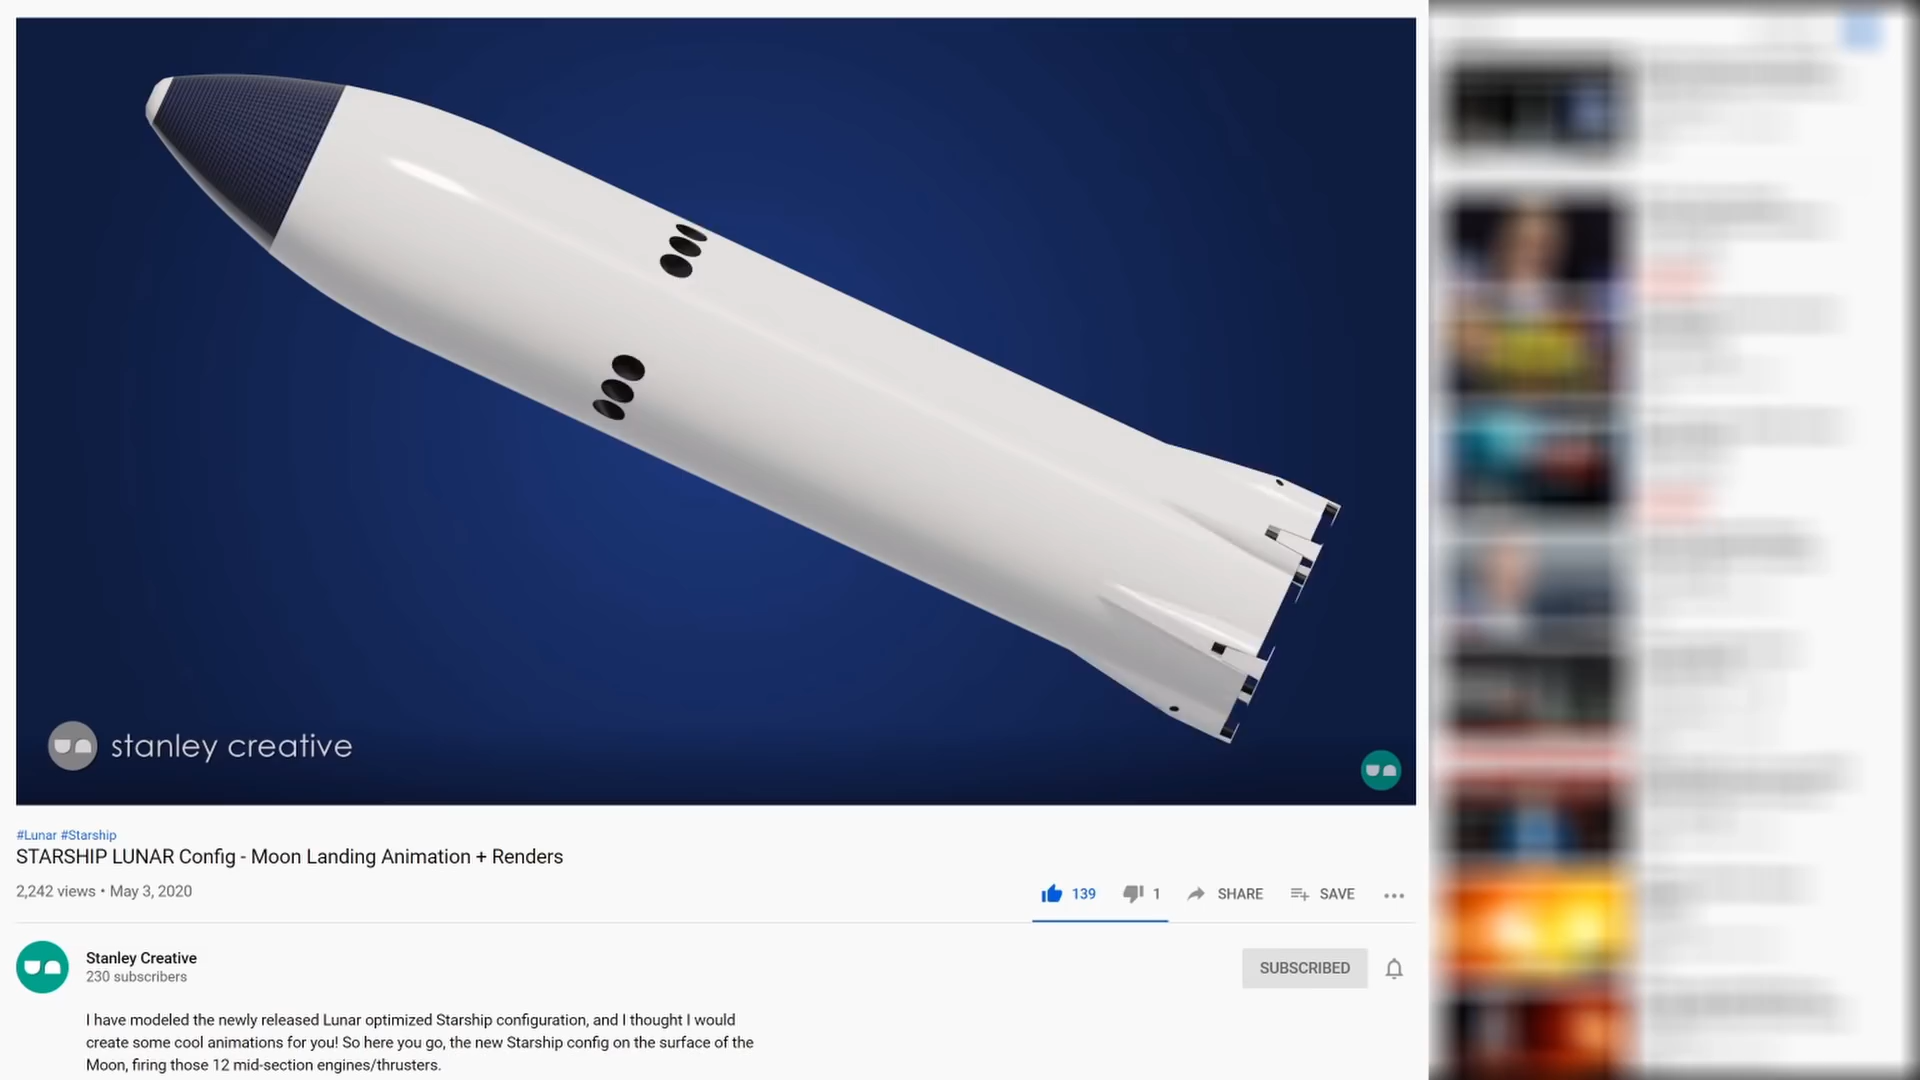 stanley creative
#Lunar #Starship
STARSHIP LUNAR Config - Moon Landing Animation + Renders
2,242 views • May 3, 2020
139 1 SHARE SAVE
Stanley Creative
230 subscribers
SUBSCRIBED
I have modeled the newly released Lunar optimized Starship configuration, and I thought I would
create some cool animations for you! So here you go, the new Starship config on the surface of the
Moon, firing those 12 mid-section engines/thrusters.